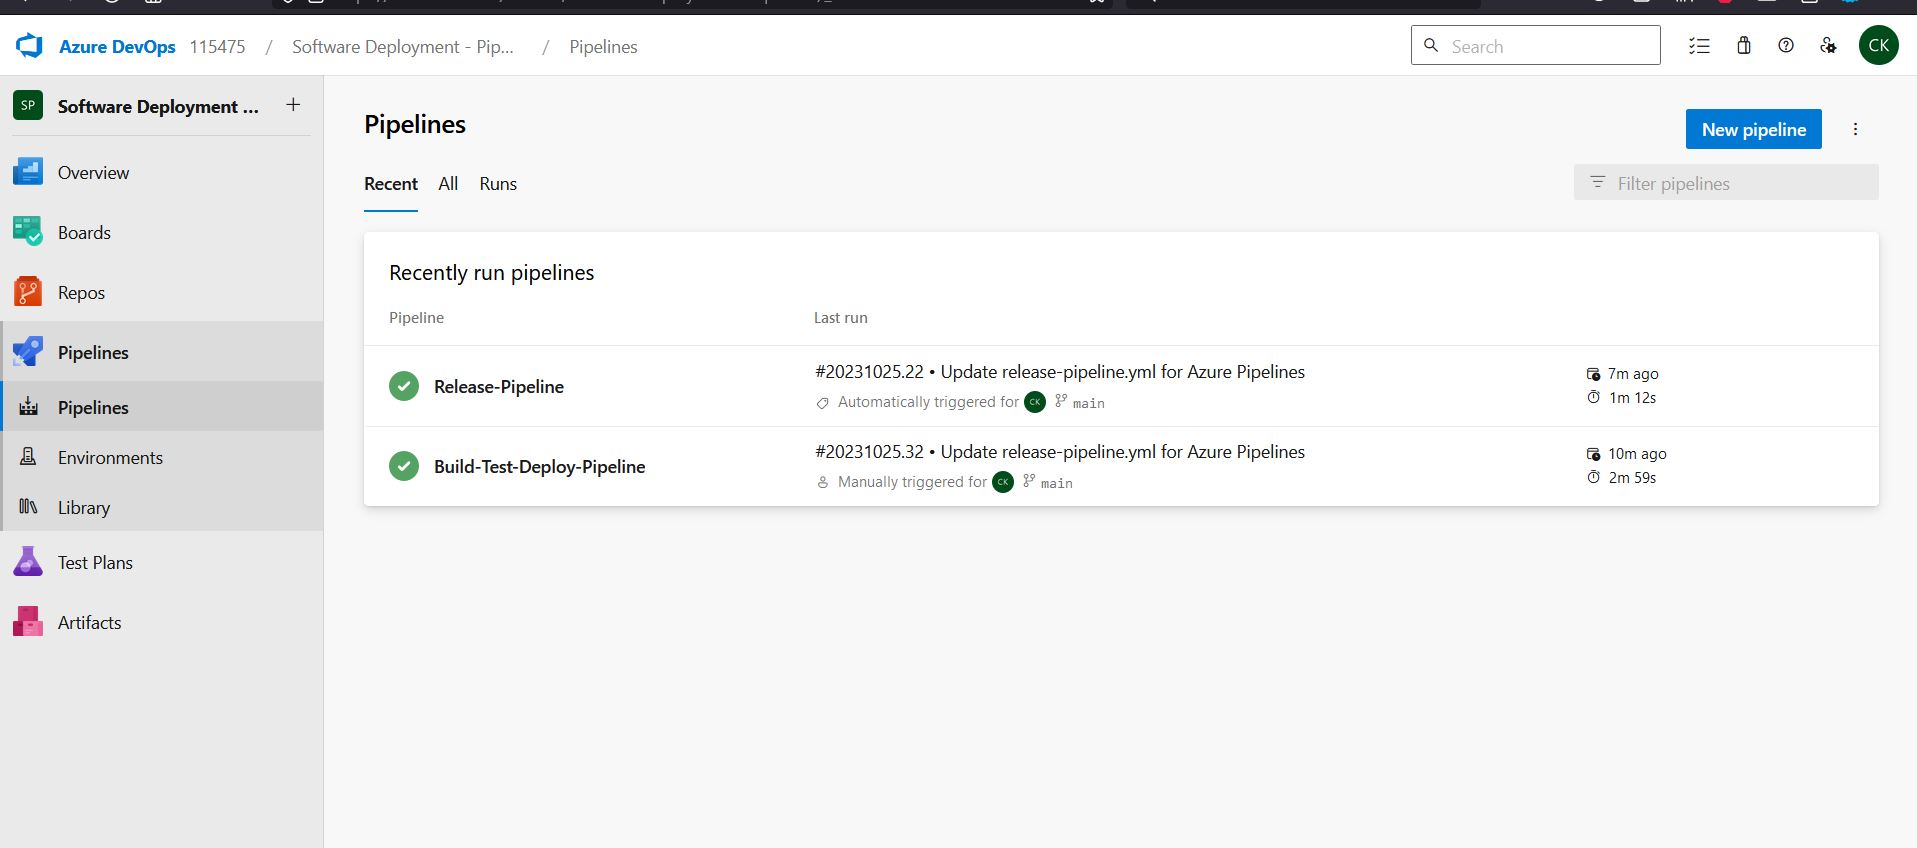 Azure DevOps 115475 / Software Deployment - Pip... / Pipelines
Search
CK
SP Software Deployment ... +
Overview
Boards
Repos
Pipelines
Pipelines
Environments
Library
Test Plans
Artifacts
Pipelines
New pipeline
Recent All Runs
Filter pipelines
Recently run pipelines
Pipeline Last run
Release-Pipeline
#20231025.22 • Update release-pipeline.yml for Azure Pipelines
Automatically triggered for CK main
7m ago
1m 12s
Build-Test-Deploy-Pipeline
#20231025.32 • Update release-pipeline.yml for Azure Pipelines
Manually triggered for CK main
10m ago
2m 59s